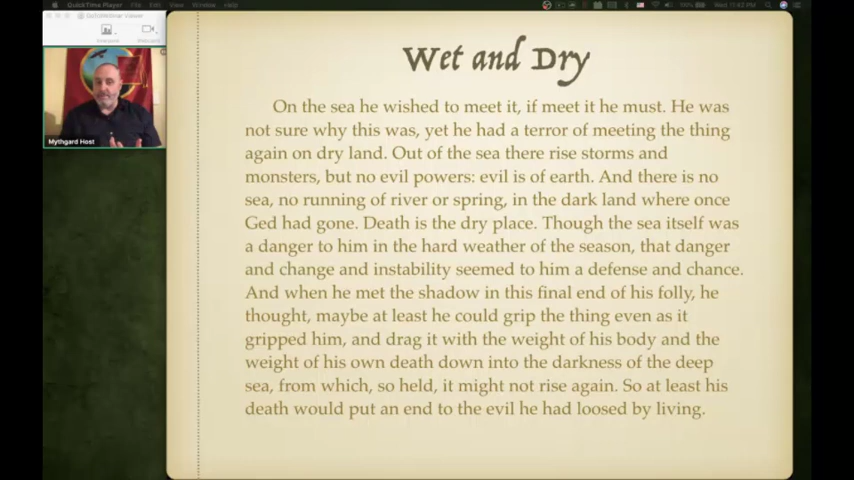 QuickTime Player File Edit View Window Help
GoToWebinar Viewer
Mythgard Host
Wet and Dry
On the sea he wished to meet it, if meet it he must. He was
not sure why this was, yet he had a terror of meeting the thing
again on dry land. Out of the sea there rise storms and
monsters, but no evil powers: evil is of earth. And there is no
sea, no running of river or spring, in the dark land where once
Ged had gone. Death is the dry place. Though the sea itself was
a danger to him in the hard weather of the season, that danger
and change and instability seemed to him a defense and chance.
And when he met the shadow in this final end of his folly, he
thought, maybe at least he could grip the thing even as it
gripped him, and drag it with the weight of his body and the
weight of his own death down into the darkness of the deep
sea, from which, so held, it might not rise again. So at least his
death would put an end to the evil he had loosed by living.